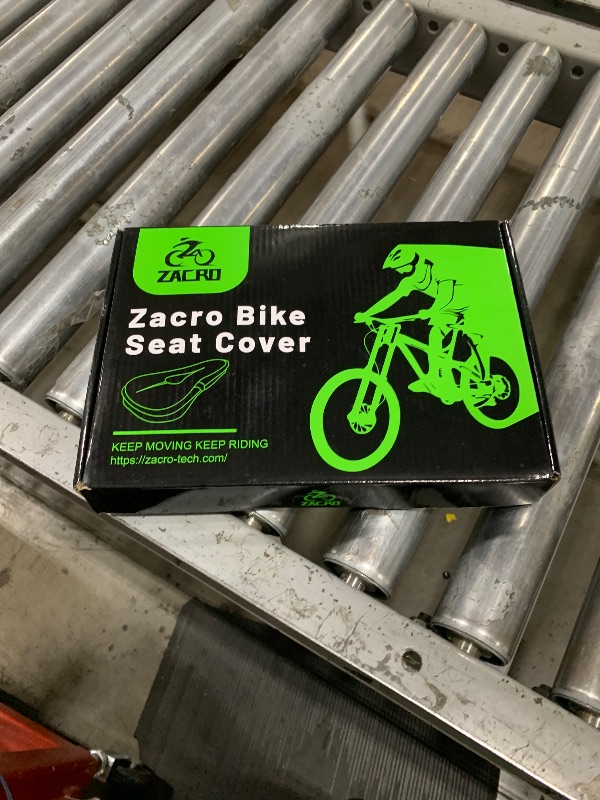 ZACRO
Zacro Bike
Seat Cover
KEEP MOVING KEEP RIDING
https://zacro-tech.com/
ZACRO